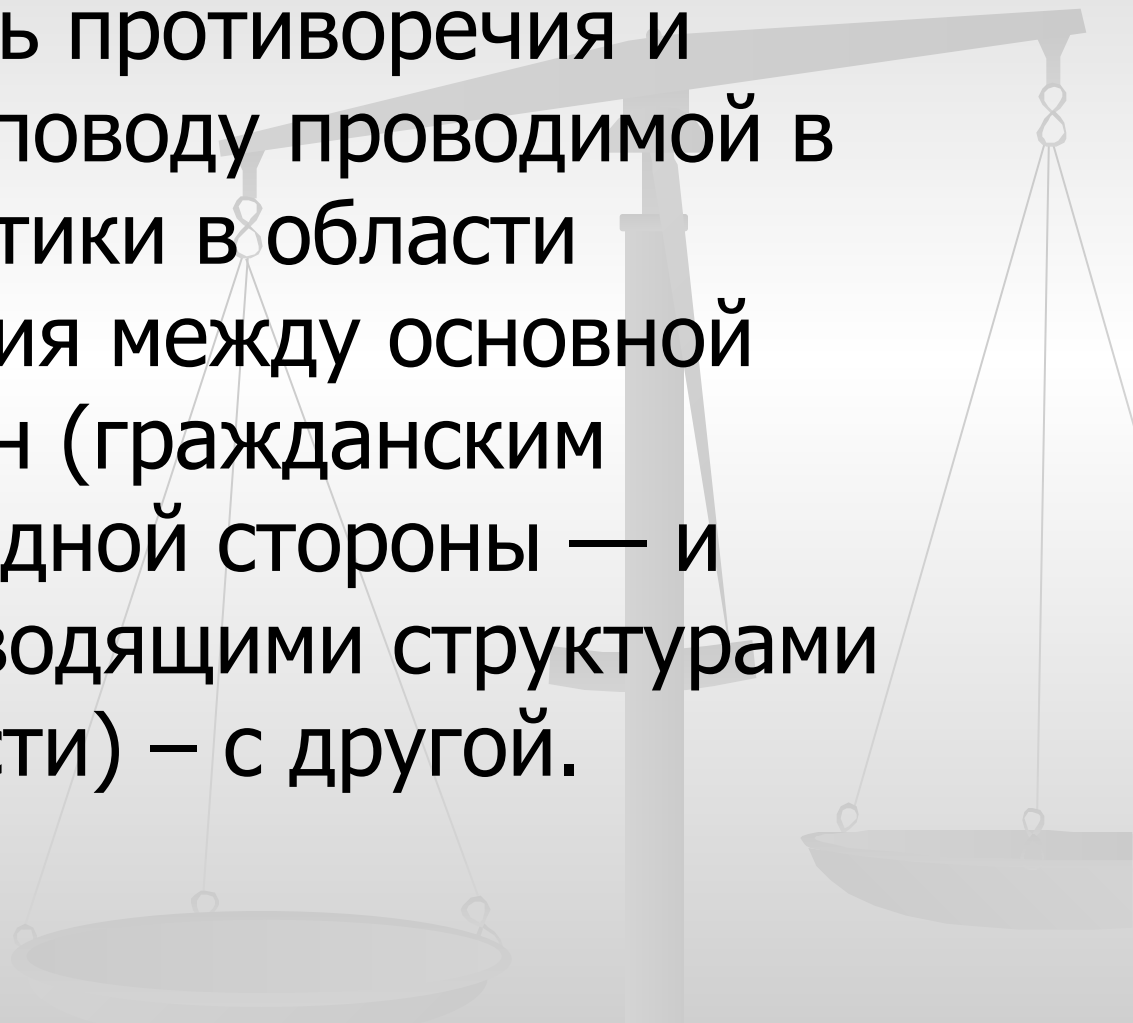 ь противоречия и
поводу проводимой в
тики в области
ия между основной
н (гражданским
дной стороны — и
водящими структурами
сти) – с другой.